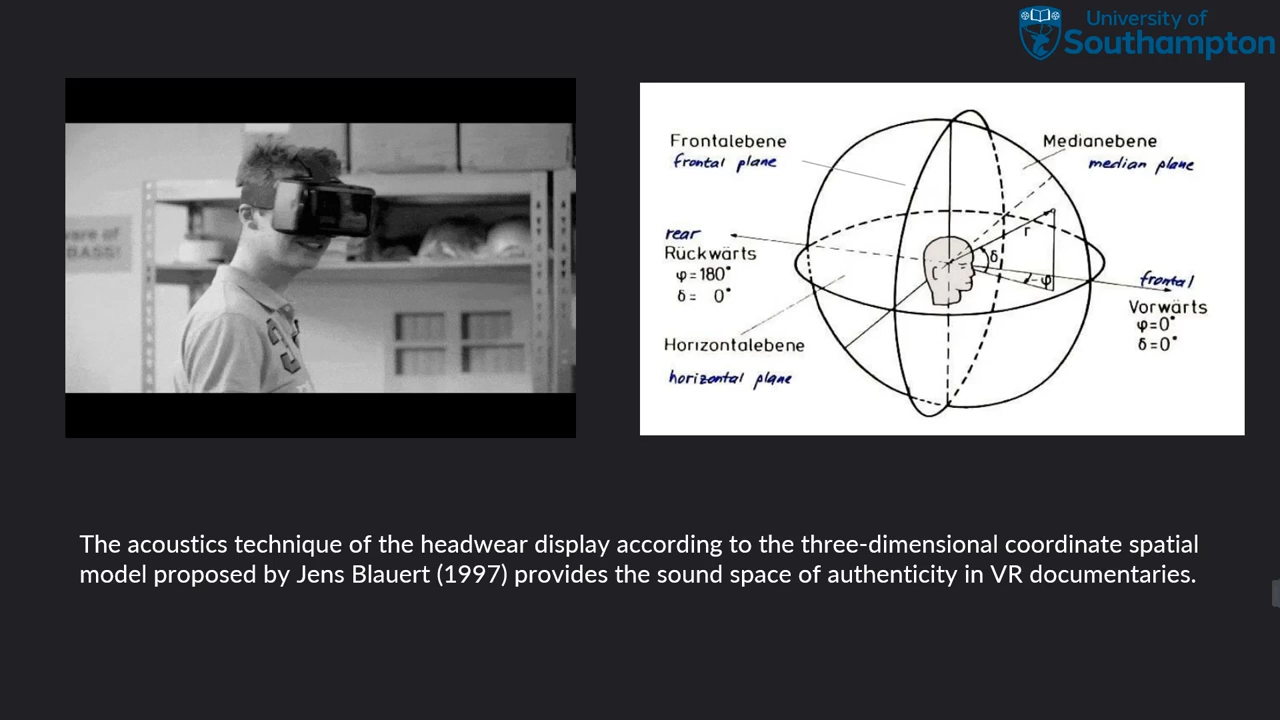 University of
Southampton
Frontalebene
frontal plane
Medianebene
median plane
rear
Rückwärts
φ=180°
δ= 0°
r
δ
φ
frontal
Vorwärts
φ=0°
δ=0°
Horizontalebene
horizontal plane
The acoustics technique of the headwear display according to the three-dimensional coordinate spatial
model proposed by Jens Blauert (1997) provides the sound space of authenticity in VR documentaries.